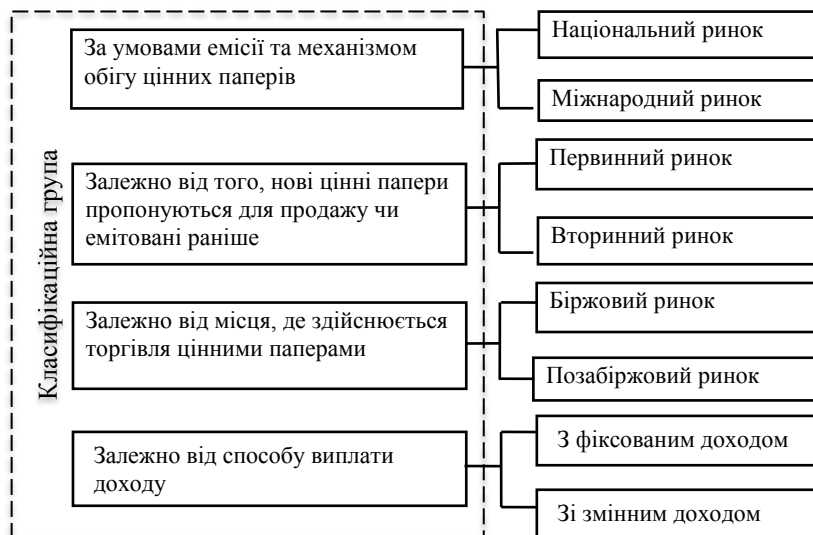 Класифікаційна група
За умовами емісії та механізмом
обігу цінних паперів
Національний ринок
Міжнародний ринок
Залежно від того, нові цінні папери
пропонуються для продажу чи
емітовані раніше
Первинний ринок
Вторинний ринок
Залежно від місця, де здійснюється
торгівля цінними паперами
Біржовий ринок
Позабіржовий ринок
Залежно від способу виплати
доходу
З фіксованим доходом
Зі змінним доходом